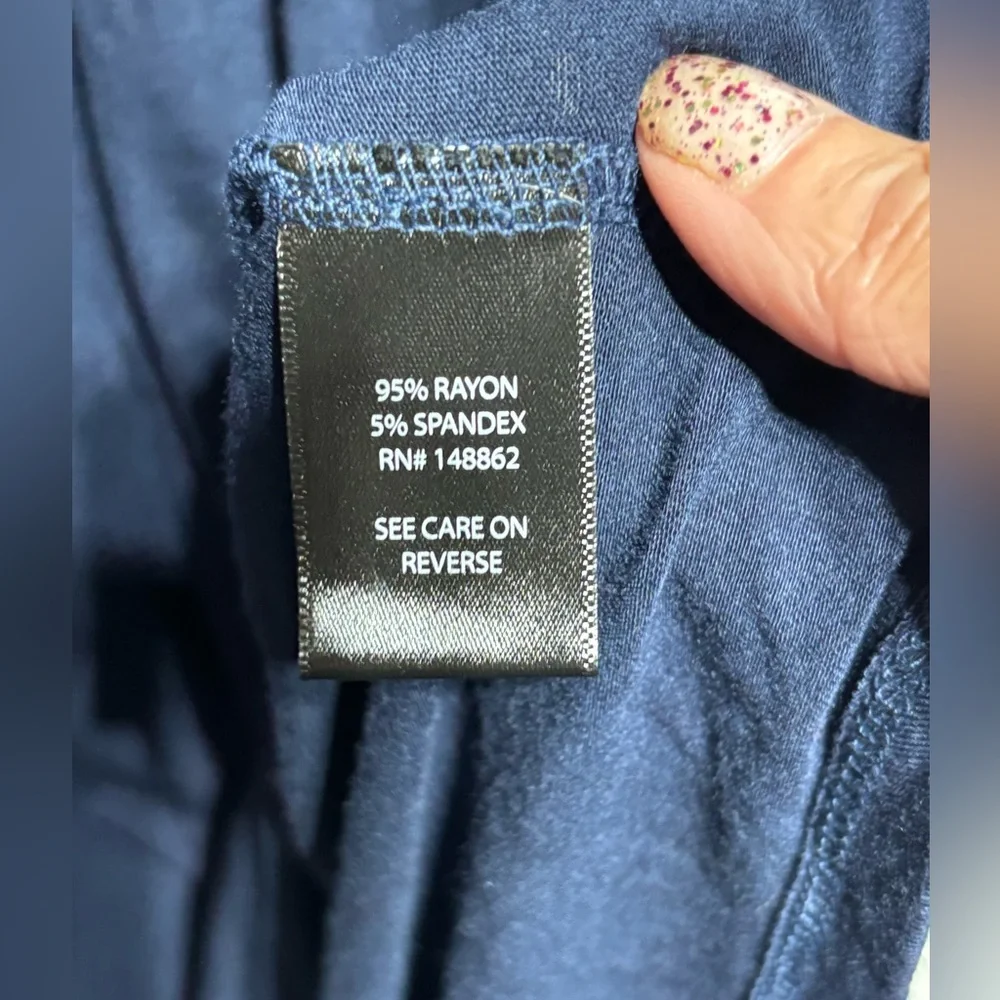 95% RAYON
5% SPANDEX
RN# 148862
SEE CARE ON
REVERSE